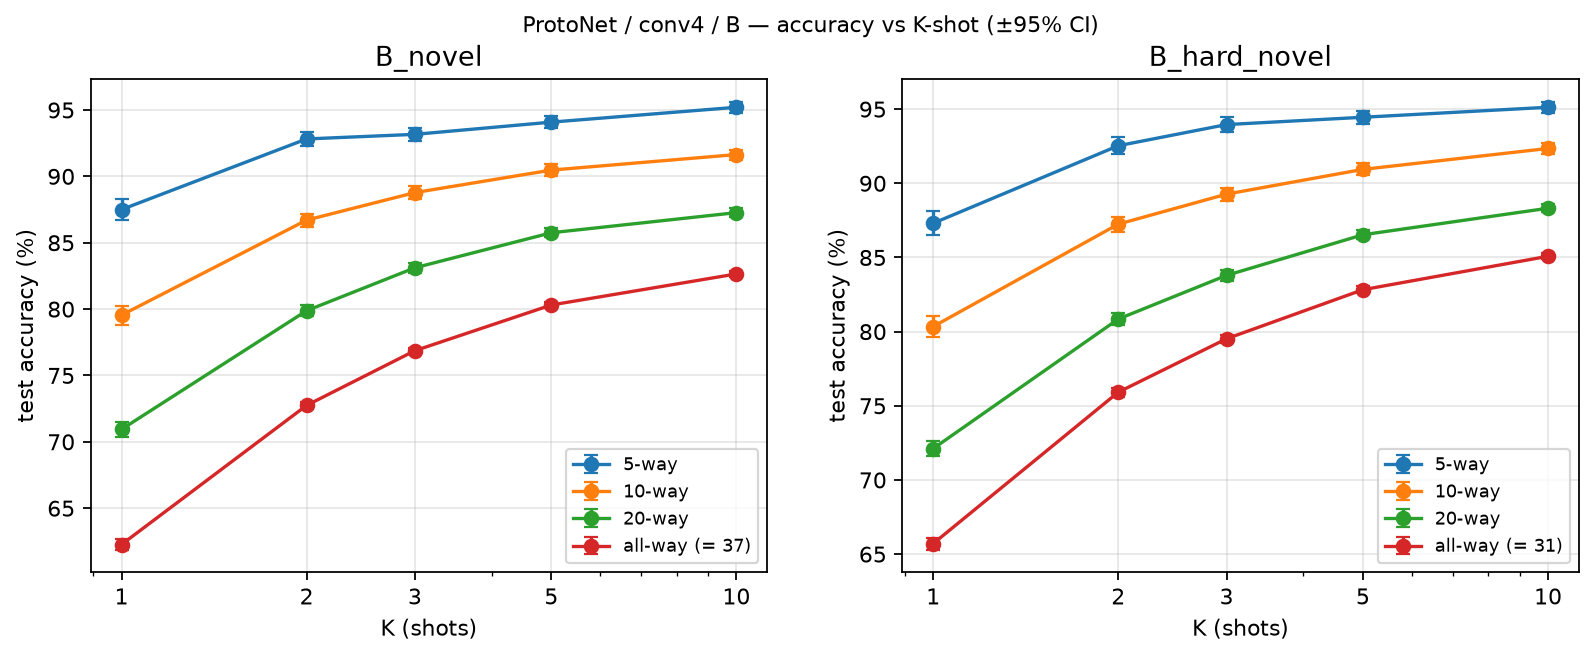 ProtoNet / conv4 / B — accuracy vs K-shot (±95% CI)
B_novel
test accuracy (%)
95
90
85
80
75
70
65
1
2
3
5
10
K (shots)
5-way
10-way
20-way
all-way (= 37)
B_hard_novel
test accuracy (%)
95
90
85
80
75
70
65
1
2
3
5
10
K (shots)
5-way
10-way
20-way
all-way (= 31)